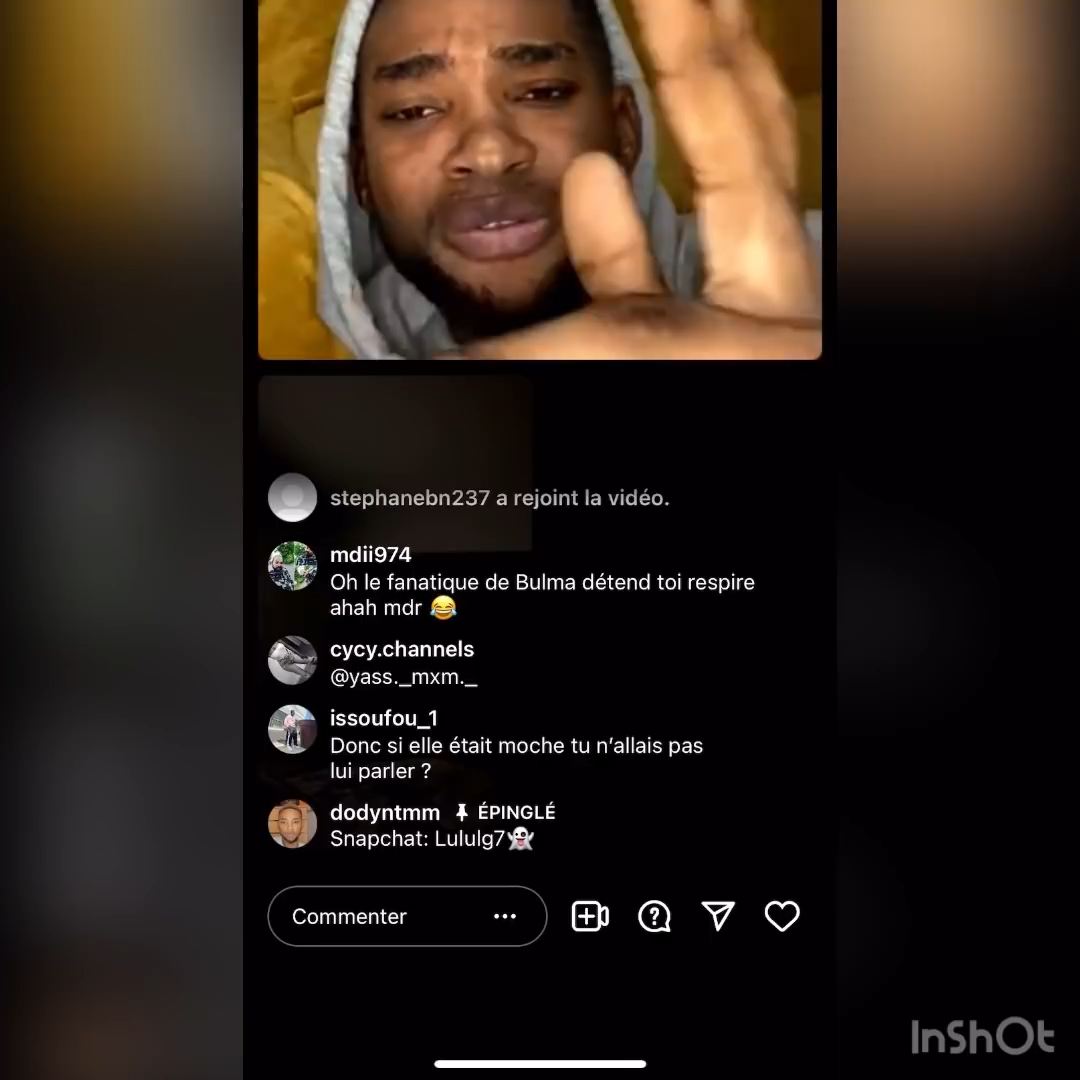 stephanebn237 a rejoint la vidéo.
mdii974
Oh le fanatique de Bulma détend toi respire
ahah mdr 😂
cycy.channels
@yass._mxm._
issoufou_1
Donc si elle était moche tu n’allais pas
lui parler ?
dodyntmm ÉPINGLÉ
Snapchat: Lululg7👻
Commenter ...
InShOt